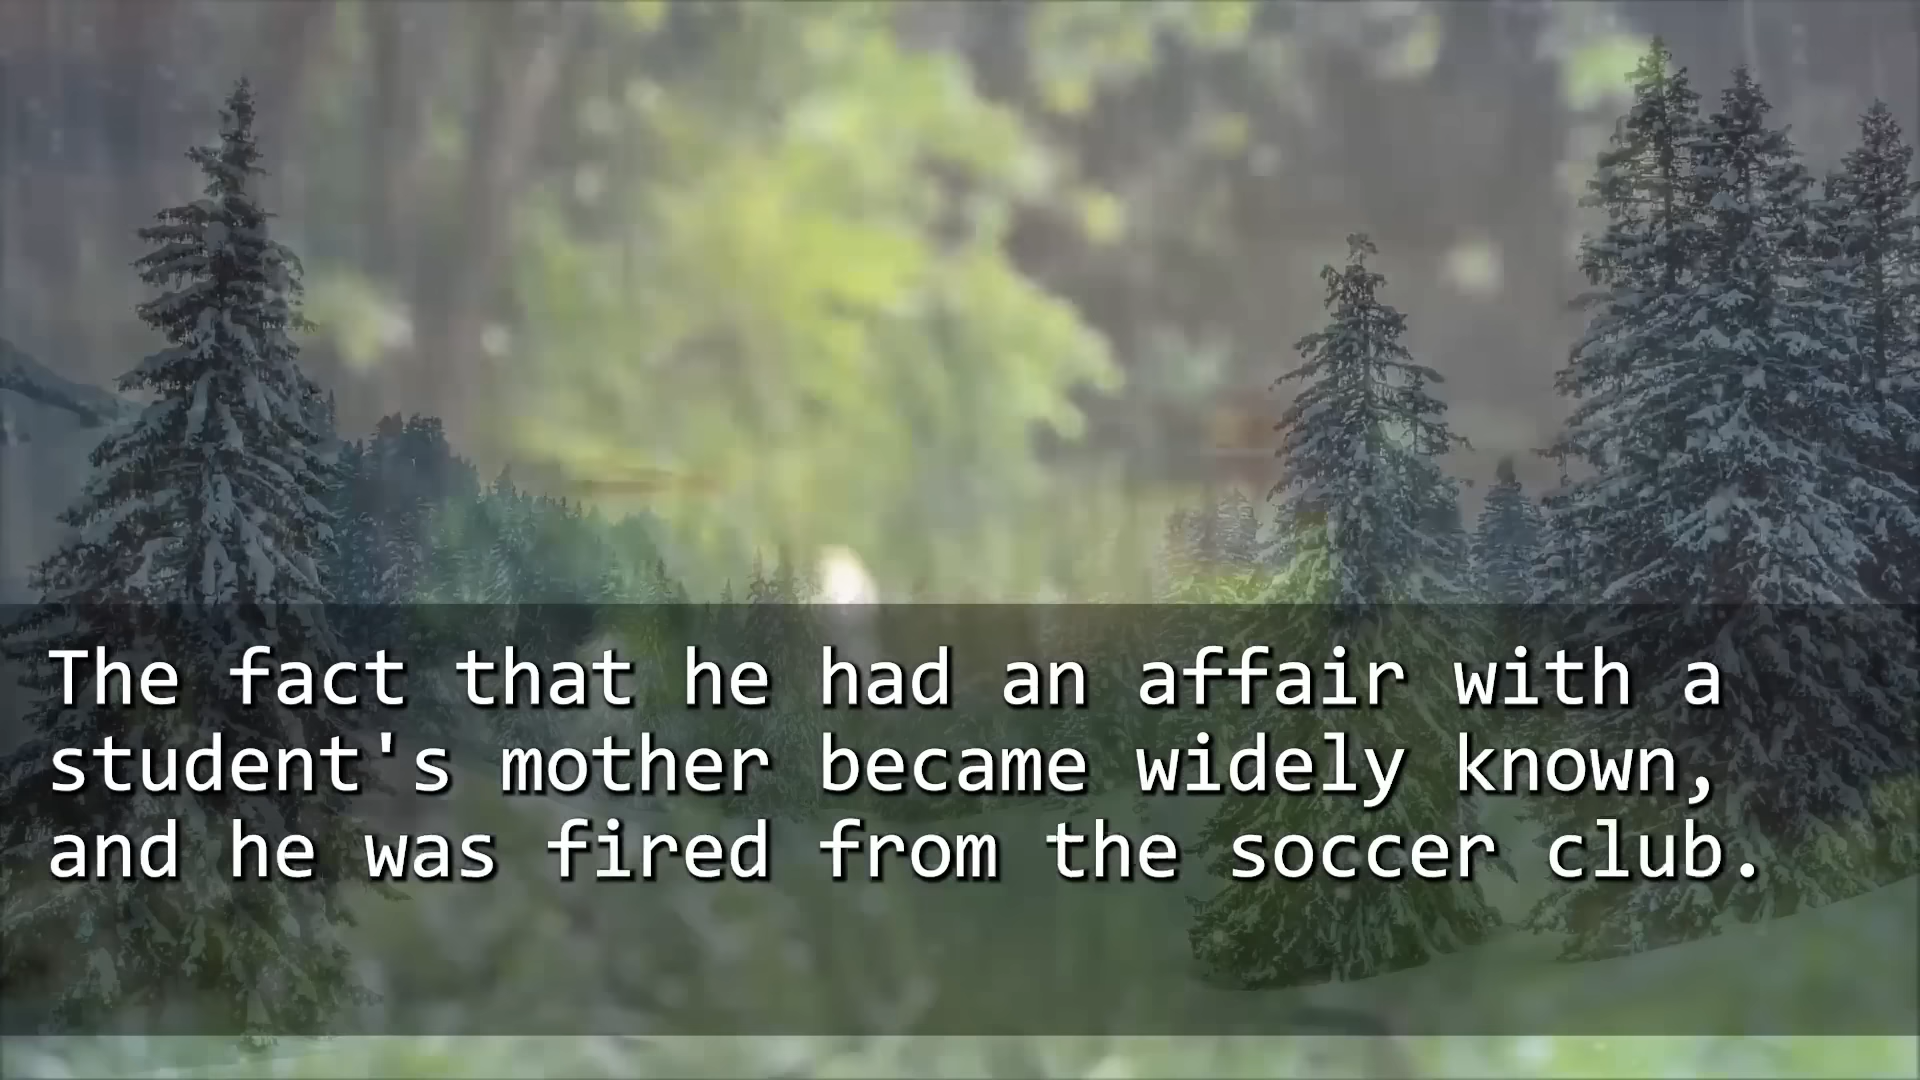 The fact that he had an affair with a
student's mother became widely known,
and he was fired from the soccer club.